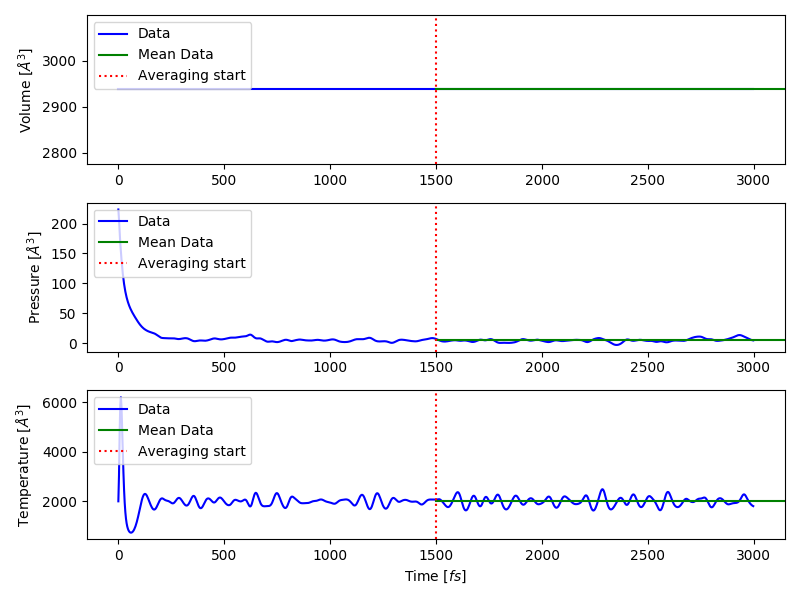 Volume [Å³]
3000
2900
2800
Data
Mean Data
Averaging start
0 500 1000 1500 2000 2500 3000
Pressure [Å³]
200
150
100
50
0
Data
Mean Data
Averaging start
0 500 1000 1500 2000 2500 3000
Temperature [Å³]
6000
4000
2000
Data
Mean Data
Averaging start
0 500 1000 1500 2000 2500 3000
Time [fs]